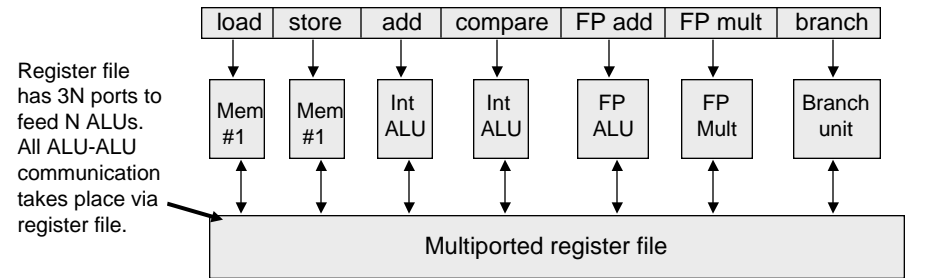 load store add compare FP add FP mult branch
Register file
has 3N ports to
feed N ALUs.
All ALU-ALU
communication
takes place via
register file.
Mem
#1
Mem
#1
Int
ALU
Int
ALU
FP
ALU
FP
Mult
Branch
unit
Multiported register file